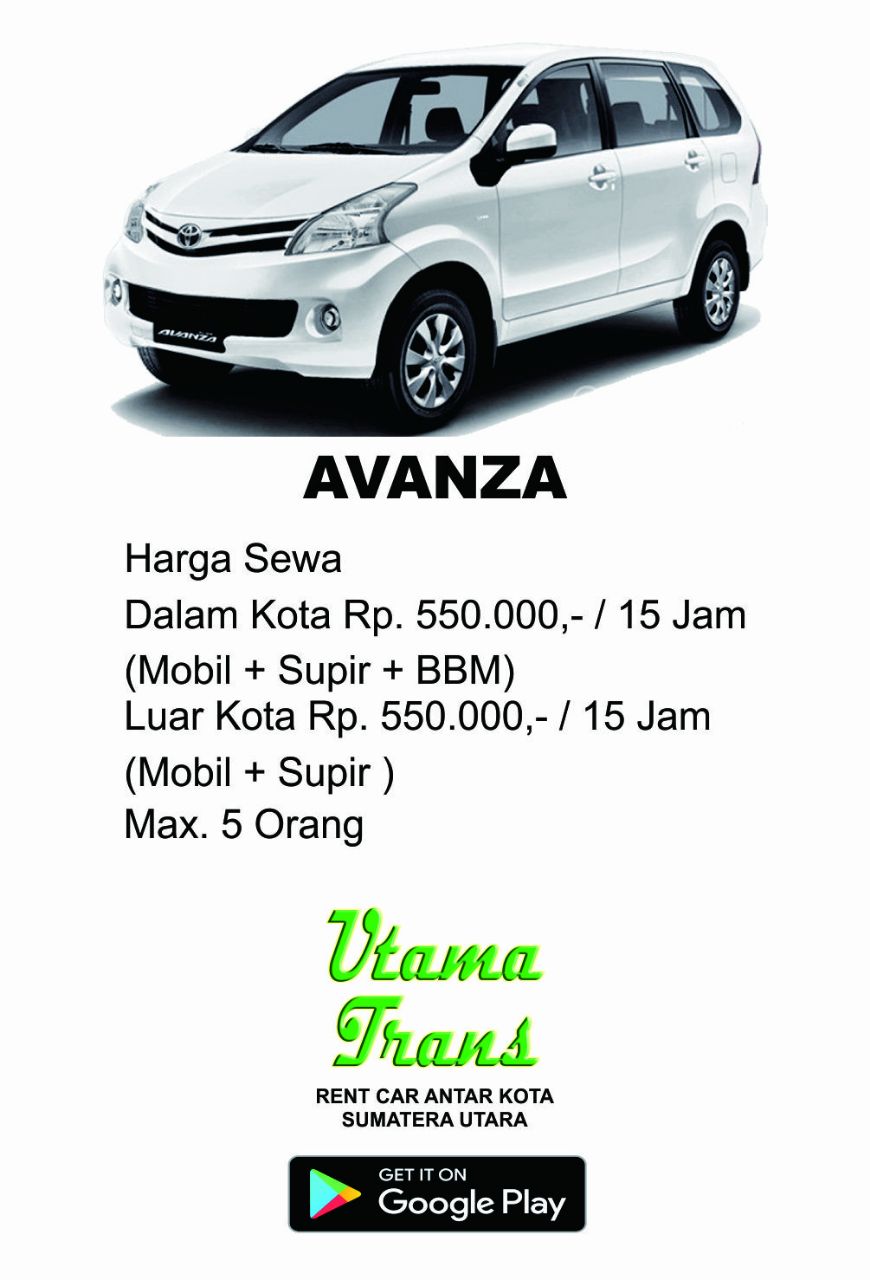 AVANZA
AVANZA
Harga Sewa
Dalam Kota Rp. 550.000,- / 15 Jam
(Mobil + Supir + BBM)
Luar Kota Rp. 550.000,- / 15 Jam
(Mobil + Supir )
Max. 5 Orang
Utama
Trans
RENT CAR ANTAR KOTA
SUMATERA UTARA
GET IT ON
Google Play